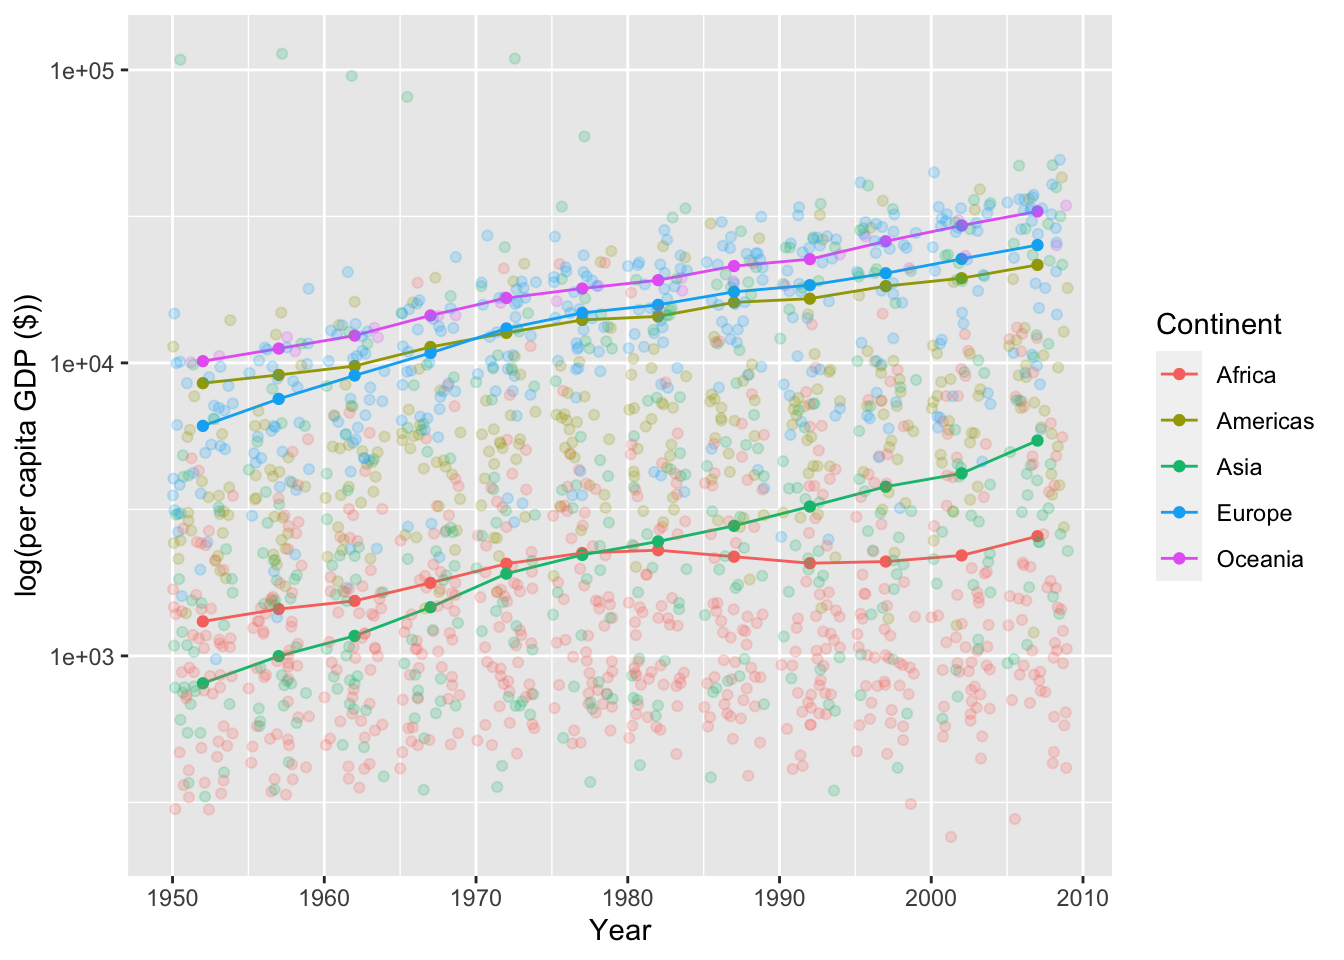 log(per capita GDP ($))
1e+05
1e+04
1e+03
1950 1960 1970 1980 1990 2000 2010
Year
Continent
Africa
Americas
Asia
Europe
Oceania